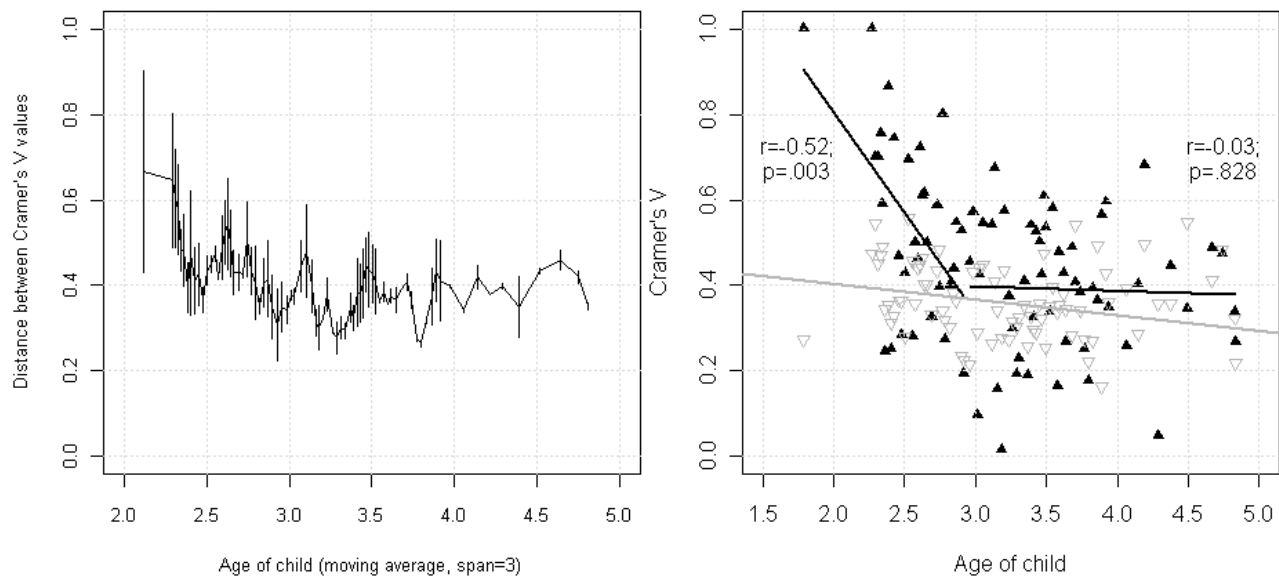 Distance between Cramer's V values
1.0
0.8
0.6
0.4
0.2
0.0
2.0 2.5 3.0 3.5 4.0 4.5 5.0
Age of child (moving average, span=3)
Cramer's V
1.0
0.8
0.6
0.4
0.2
0.0
r=-0.52;
p=.003
r=-0.03;
p=.828
1.5 2.0 2.5 3.0 3.5 4.0 4.5 5.0
Age of child